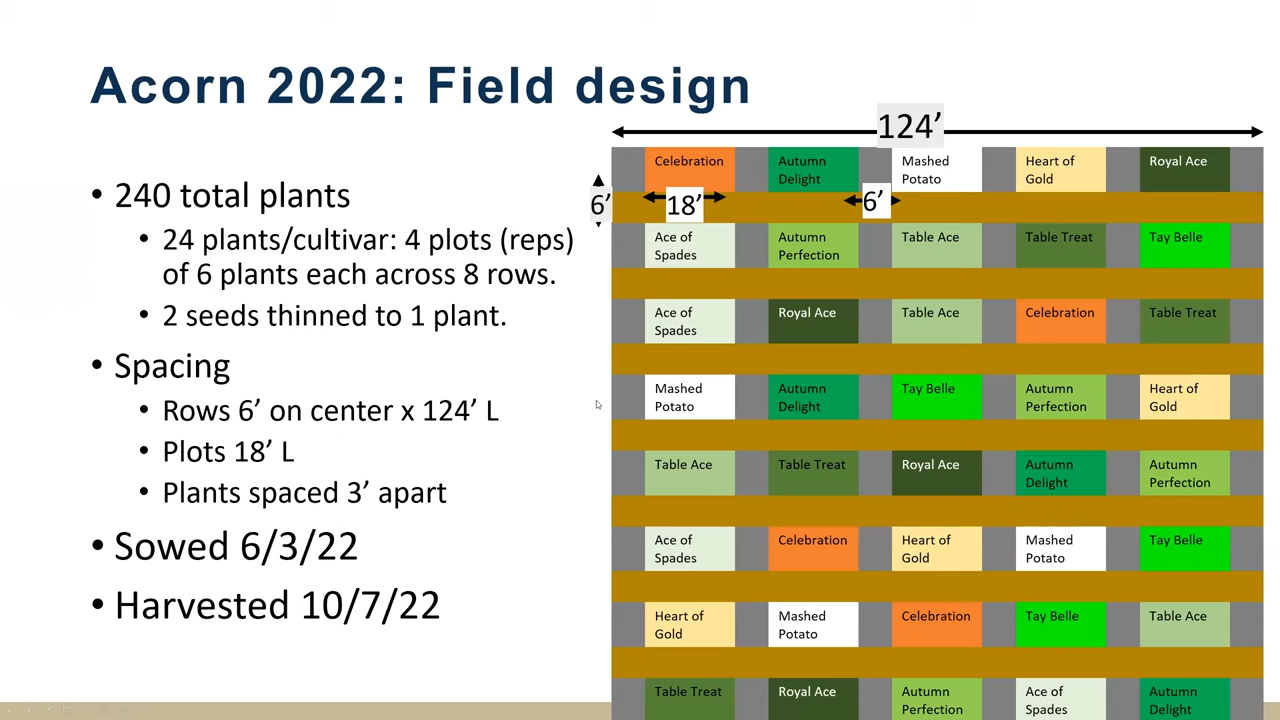 Acorn 2022: Field design
• 240 total plants
• 24 plants/cultivar: 4 plots (reps)
of 6 plants each across 8 rows.
• 2 seeds thinned to 1 plant.
• Spacing
• Rows 6’ on center x 124’ L
• Plots 18’ L
• Plants spaced 3’ apart
• Sowed 6/3/22
• Harvested 10/7/22
124’
Celebration
Autumn
Delight
Mashed
Potato
Heart of
Gold
Royal Ace
6’
18’
6’
Ace of
Spades
Autumn
Perfection
Table Ace
Table Treat
Tay Belle
Ace of
Spades
Royal Ace
Table Ace
Celebration
Table Treat
Mashed
Potato
Autumn
Delight
Tay Belle
Autumn
Perfection
Heart of
Gold
Table Ace
Table Treat
Royal Ace
Autumn
Delight
Autumn
Perfection
Ace of
Spades
Celebration
Heart of
Gold
Mashed
Potato
Tay Belle
Heart of
Gold
Mashed
Potato
Celebration
Tay Belle
Table Ace
Table Treat
Royal Ace
Autumn
Perfection
Ace of
Spades
Autumn
Delight